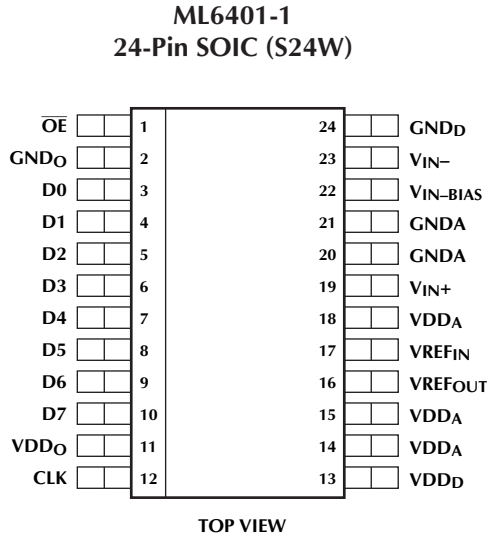 ML6401-1
24-Pin SOIC (S24W)
OE 1 24 GNDD
GNDO 2 23 VIN–
D0 3 22 VIN–BIAS
D1 4 21 GNDA
D2 5 20 GNDA
D3 6 19 VIN+
D4 7 18 VDDA
D5 8 17 VREFIN
D6 9 16 VREFOUT
D7 10 15 VDDA
VDDO 11 14 VDDA
CLK 12 13 VDDD
TOP VIEW